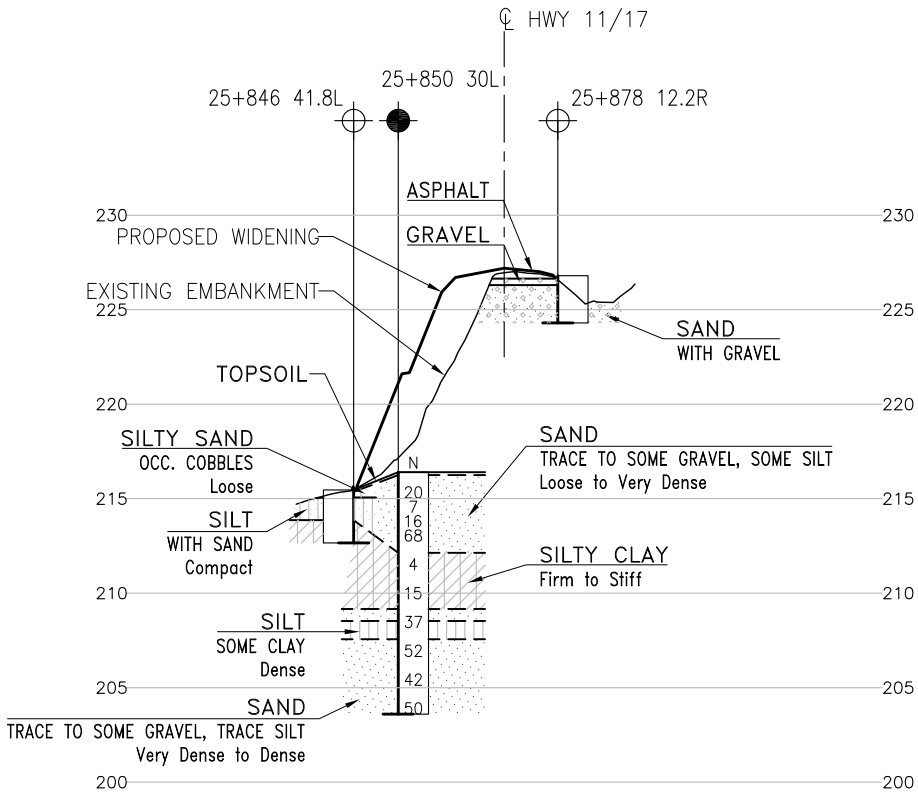 ℄ HWY 11/17
25+850 30L
25+846 41.8L
25+878 12.2R
ASPHALT
230
230
PROPOSED WIDENING
GRAVEL
EXISTING EMBANKMENT
225
225
SAND
WITH GRAVEL
TOPSOIL
220
220
SILTY SAND
OCC. COBBLES
Loose
SAND
TRACE TO SOME GRAVEL, SOME SILT
Loose to Very Dense
N
20
215
215
7
16
68
SILT
WITH SAND
Compact
SILTY CLAY
Firm to Stiff
4
210
15
210
SILT
SOME CLAY
Dense
37
52
42
205
205
50
SAND
TRACE TO SOME GRAVEL, TRACE SILT
Very Dense to Dense
200
200